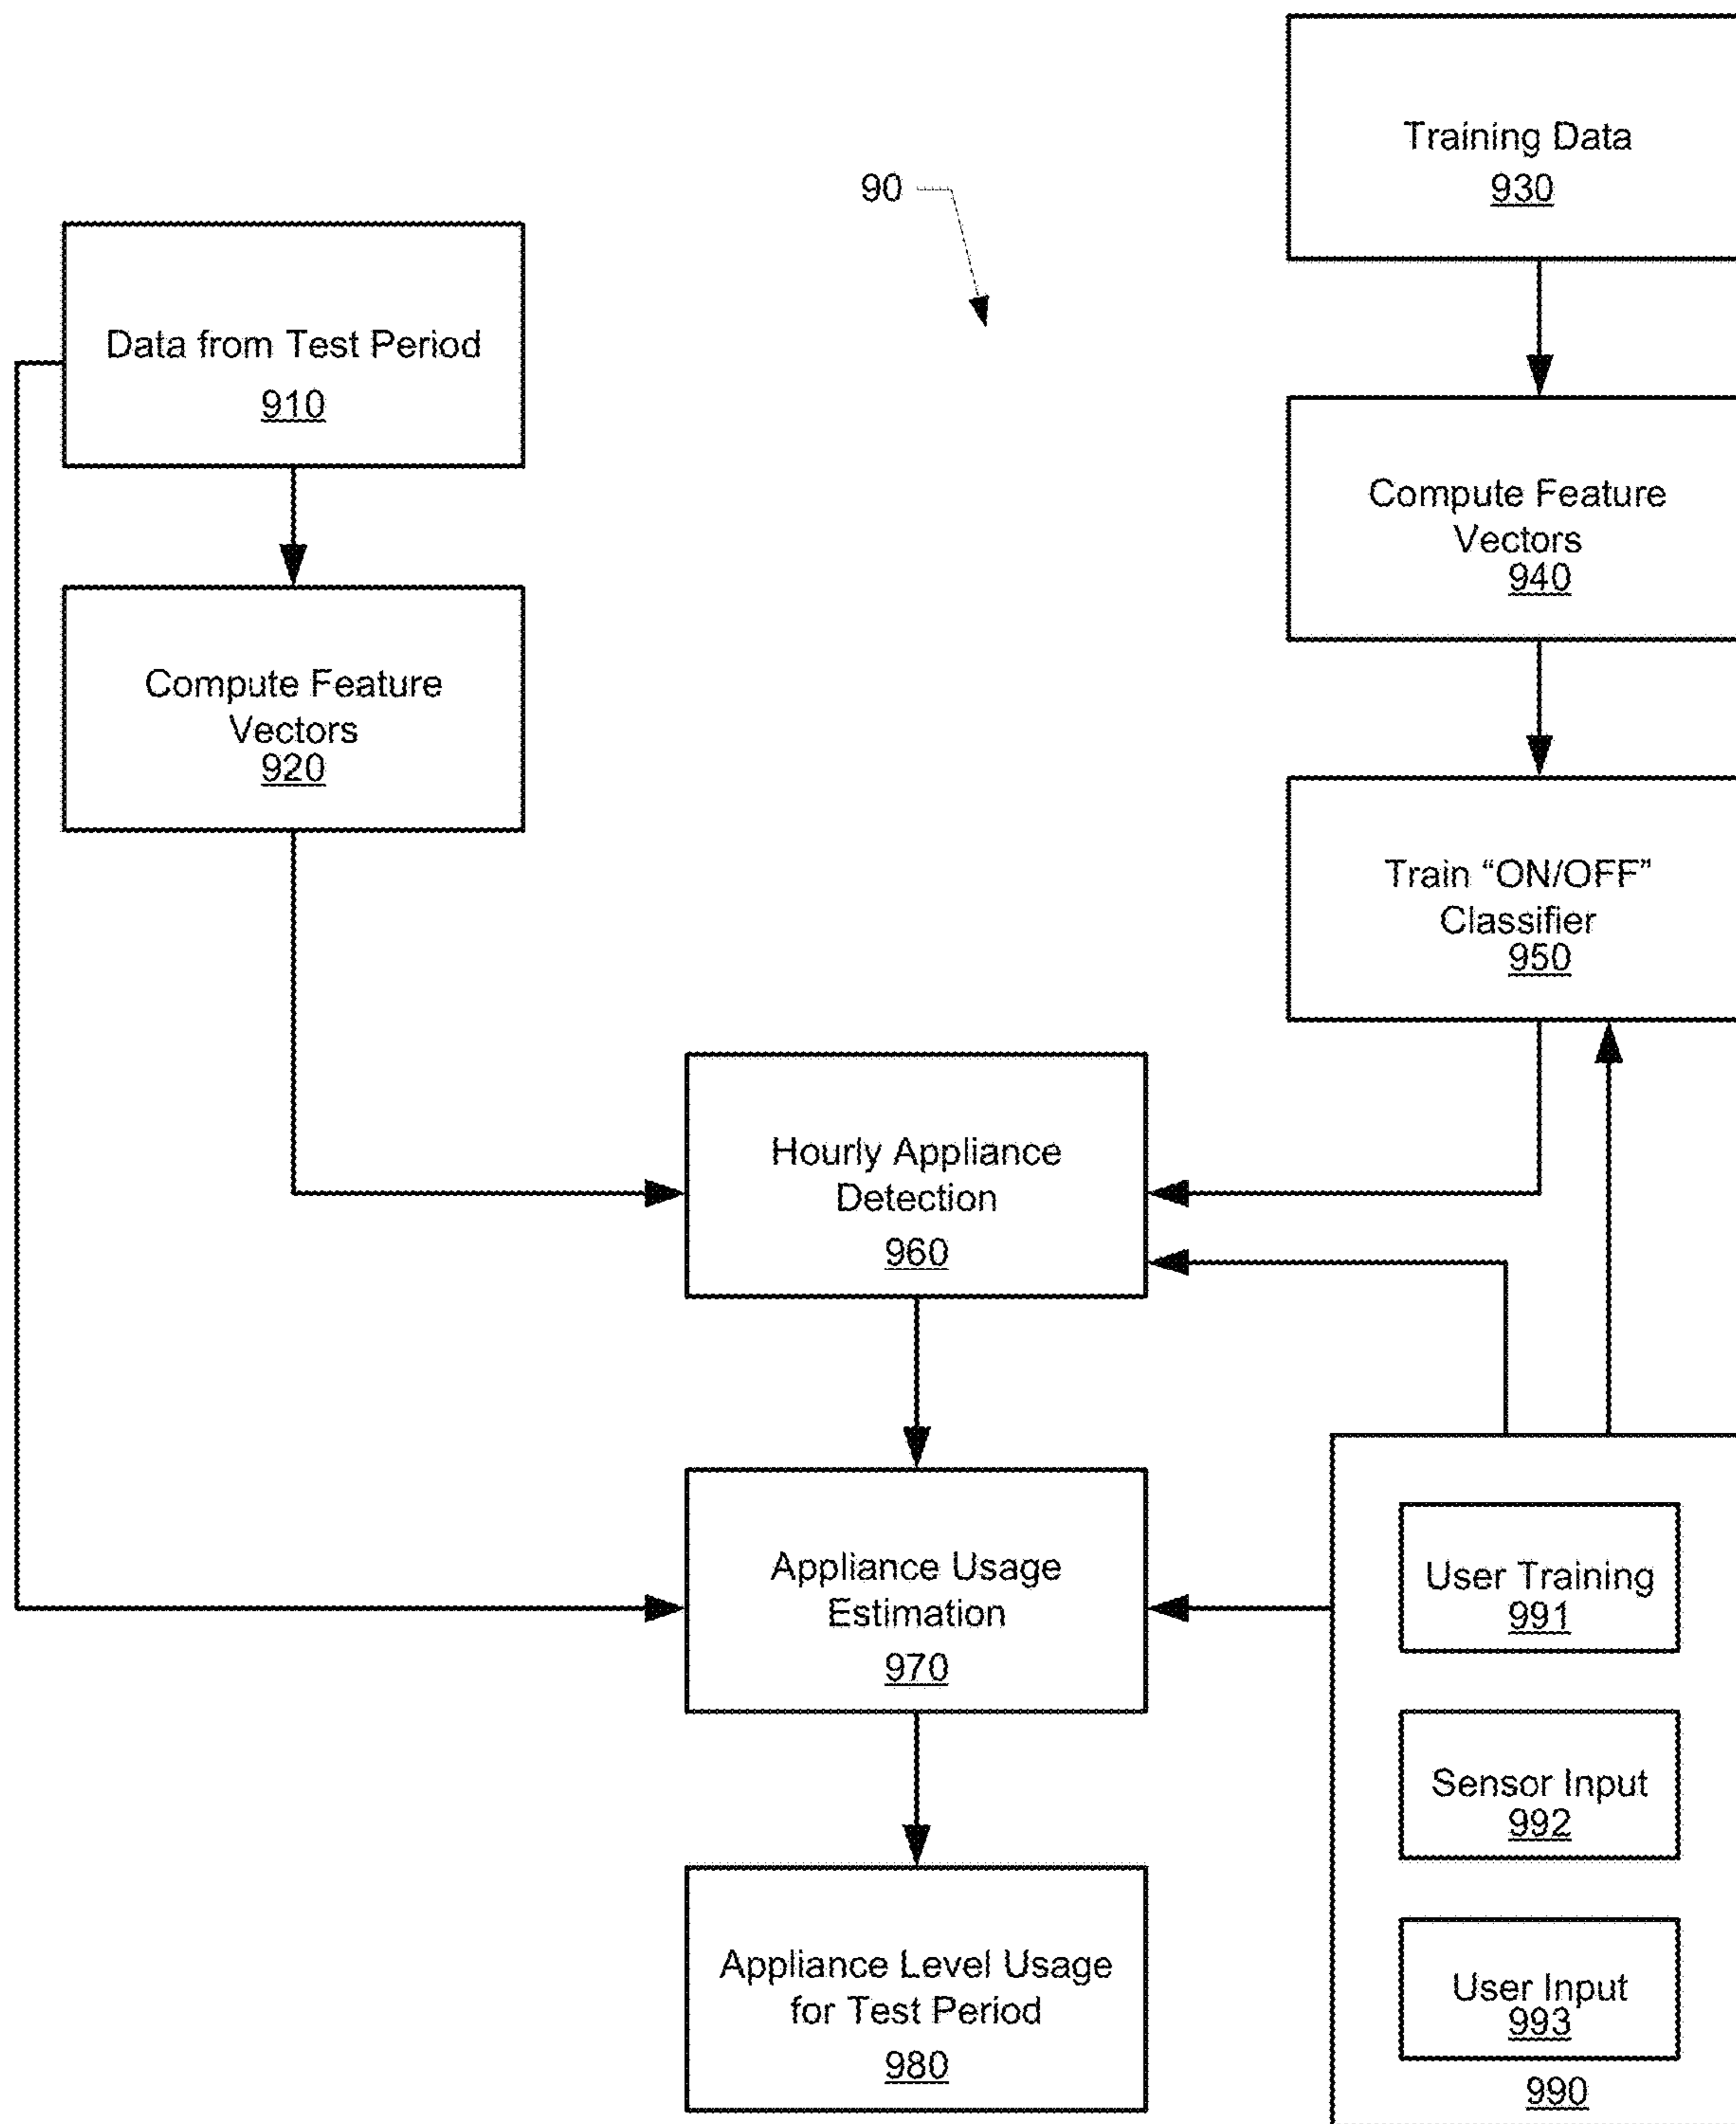 Training Data
930
90
Data from Test Period
910
Compute Feature
Vectors
940
Compute Feature
Vectors
920
Train “ON/OFF”
Classifier
950
Hourly Appliance
Detection
960
Appliance Usage
Estimation
970
User Training
991
Sensor Input
992
Appliance Level Usage
for Test Period
980
User Input
993
990